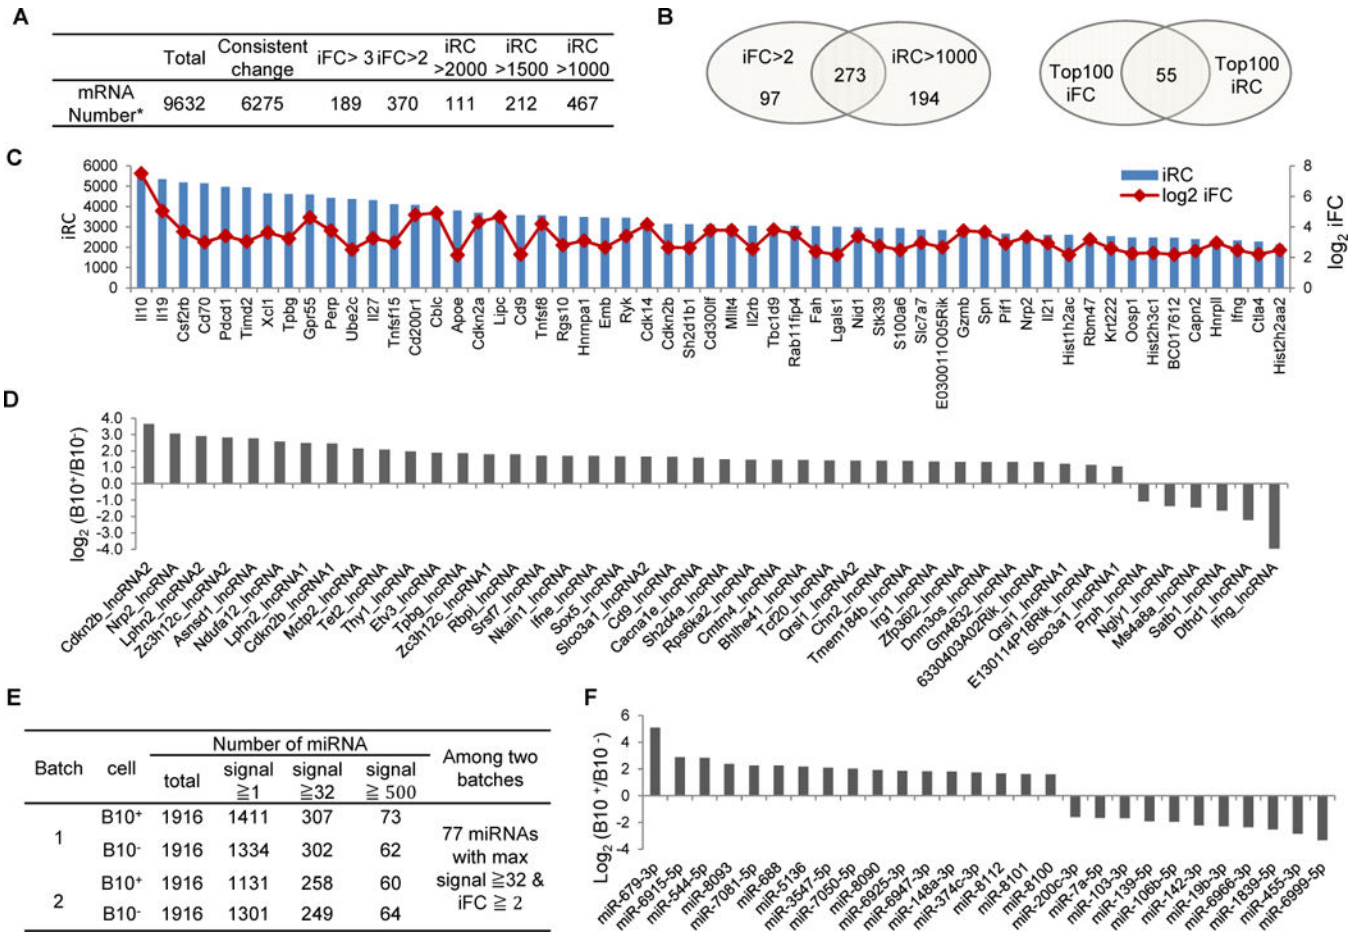 A
Total Consistent change iFC> 3 iFC>2 iRC >2000 iRC >1500 iRC >1000
mRNA Number* 9632 6275 189 370 111 212 467
B
iFC>2 97 273 iRC>1000 194
Top100 iFC 55 Top100 iRC
C
iRC
6000
5000
4000
3000
2000
1000
0
iRC
log2 iFC
8
6
4
2
0
log2 iFC
Il10 Il19 Csf2rb Cd70 Pdcd1 Timd2 Xcl1 Tpbg Gpr55 Perp Ube2c Il27 Tnfsf15 Cd200r1 Cblc Apoe Cdkn2a Lipc Cd9 Tnfsf8 Rgs10 Hnrnpa1 Emb Ryk Cdk14 Cdkn2b Sh2d1b1 Cd300lf Mllt4 Il2rb Tbc1d9 Rab11fip4 Fah Lgals1 Nid1 Stk39 S100a6 Slc7a7 E030011O05Rik Gzmb Spn Pif1 Nrp2 Il21 Hist1h2ac Rbm47 Krt222 Oosp1 Hist2h3c1 BC017612 Capn2 Hnrpll Ifng Ctla4 Hist2h2aa2
D
log2 (B10+/B10-)
4.0
3.0
2.0
1.0
0.0
-1.0
-2.0
-3.0
-4.0
Cdkn2b_lncRNA2 Nrp2_lncRNA Lphn2_lncRNA2 Zc3h12c_lncRNA2 Asnsd1_lncRNA Ndufa12_lncRNA Lphn2_lncRNA1 Cdkn2b_lncRNA1 Mctp2_lncRNA Tet2_lncRNA Thy1_lncRNA Etv3_lncRNA Tpbg_lncRNA Zc3h12c_lncRNA1 Rbpj_lncRNA Srsf7_lncRNA Nkain1_lncRNA Ifne_lncRNA Sox5_lncRNA Slco3a1_lncRNA2 Cd9_lncRNA Cacna1e_lncRNA Sh2d4a_lncRNA Rps6ka2_lncRNA Cmtm4_lncRNA Bhlhe41_lncRNA Tcf20_lncRNA Qrsl1_lncRNA2 Chn2_lncRNA Tmem184b_lncRNA Irg1_lncRNA Zfp36l2_lncRNA Dnm3os_lncRNA Gm4832_lncRNA 6330403A02Rik_lncRNA Qrsl1_lncRNA1 E130114P18Rik_lncRNA Slco3a1_lncRNA1 Prph_lncRNA Ngly1_lncRNA Ms4a8a_lncRNA Satb1_lncRNA Dthd1_lncRNA Ifng_lncRNA
E
Batch cell Number of miRNA Among two batches
total signal ≧1 signal ≧32 signal ≧ 500
1 B10+ 1916 1411 307 73
B10- 1916 1334 302 62
2 B10+ 1916 1131 258 60
B10- 1916 1301 249 64
77 miRNAs with max signal ≧32 & iFC ≧ 2
F
Log2 (B10 +/B10 -)
6
4
2
0
-2
-4
miR-679-3p miR-6915-5p miR-544-5p miR-8093 miR-7081-5p miR-688 miR-5136 miR-3547-5p miR-7050-5p miR-8090 miR-6925-3p miR-6947-3p miR-148a-3p miR-374c-3p miR-8112 miR-8101 miR-8100 miR-200c-3p miR-7a-5p miR-103-3p miR-139-5p miR-106b-5p miR-142-3p miR-19b-3p miR-6966-3p miR-1839-5p miR-455-3p miR-6999-5p